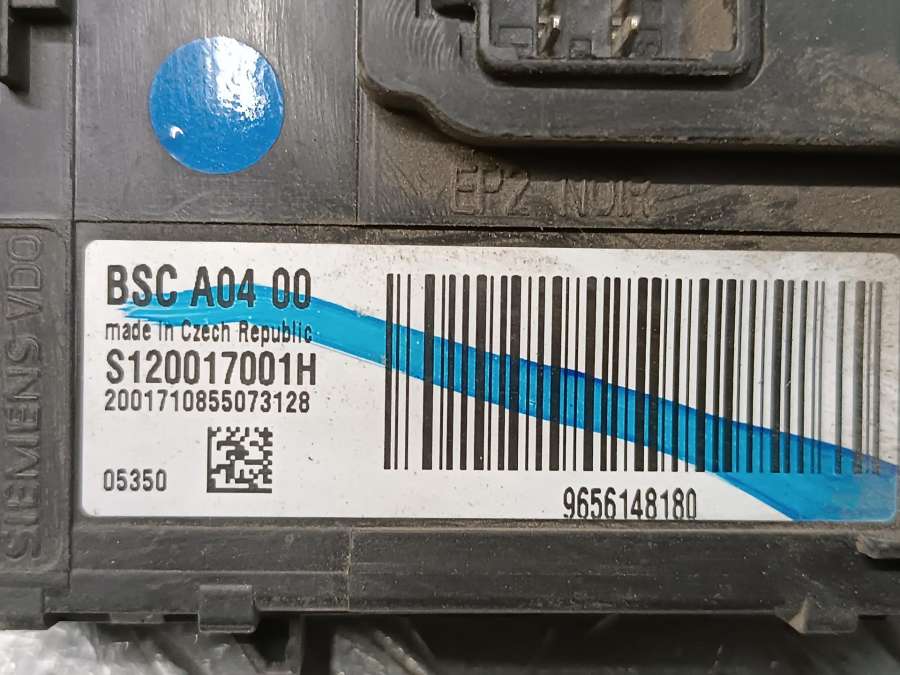 EP2 NOIR
SIEMENS VDO
BSC A04 00
made in Czech Republic
S120017001H
2001710855073128
05350
9656148180